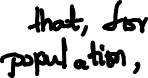 that, for
population,